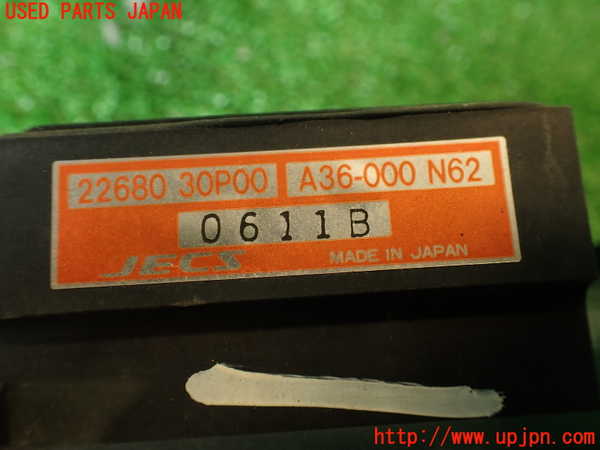 USED PARTS JAPAN
22680 30P00 A36-000 N62
0611B
JECS MADE IN JAPAN
http://www.upjpn.com/